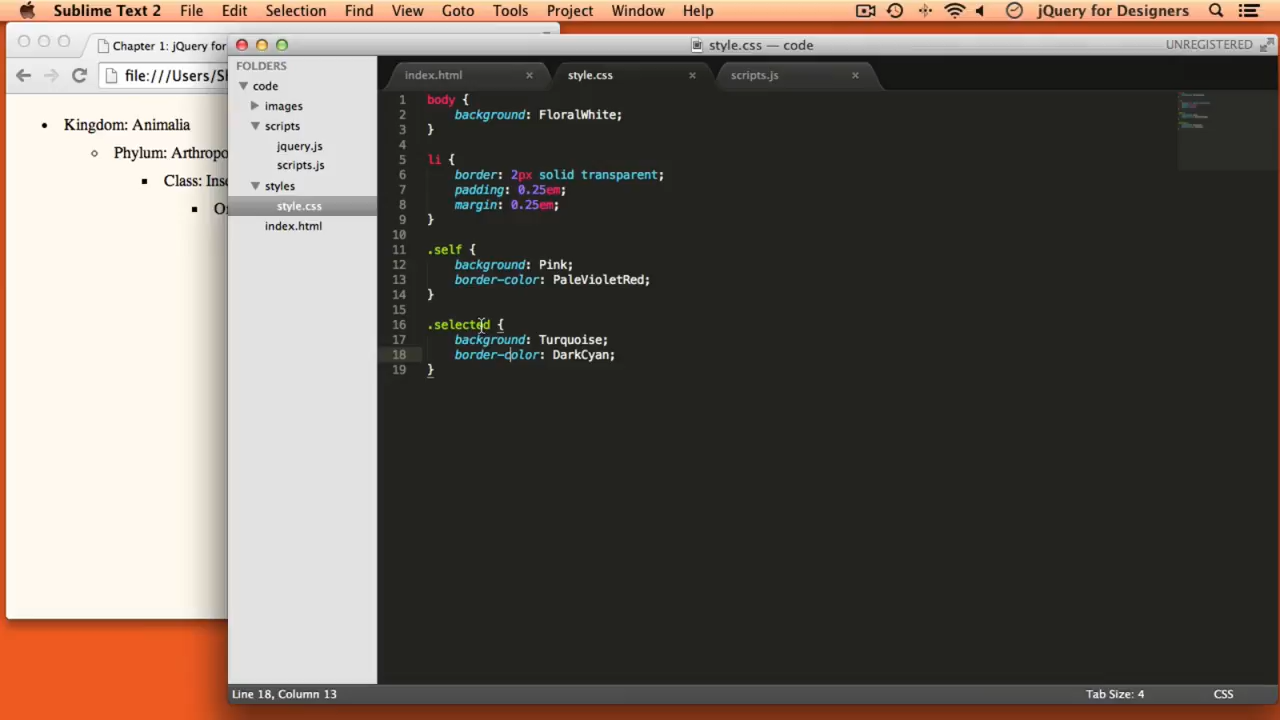 Sublime Text 2 File Edit Selection Find View Goto Tools Project Window Help jQuery for Designers
style.css — code UNREGISTERED
Chapter 1: jQuery for
file:///Users/Sh
Kingdom: Animalia
Phylum: Arthropo
Class: Inse
FOLDERS
code
images
scripts
jquery.js
scripts.js
styles
style.css
index.html
index.html × style.css × scripts.js ×
1 body {
2 background: FloralWhite;
3 }
4
5 li {
6 border: 2px solid transparent;
7 padding: 0.25em;
8 margin: 0.25em;
9 }
10
11 .self {
12 background: Pink;
13 border-color: PaleVioletRed;
14 }
15
16 .selected {
17 background: Turquoise;
18 border-color: DarkCyan;
19 }
Line 18, Column 13 Tab Size: 4 CSS